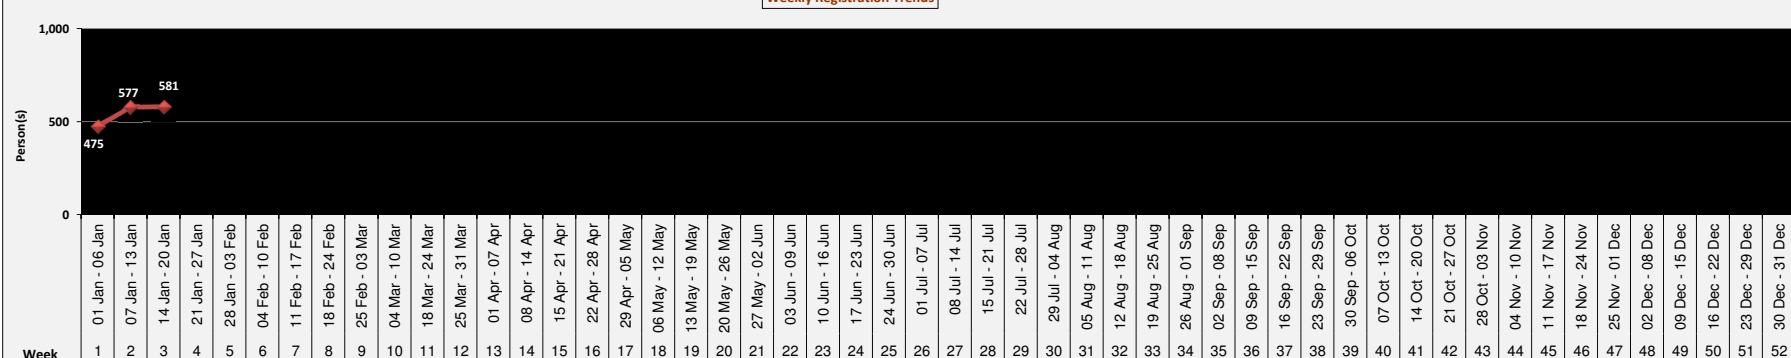 Weekly Registration Trends
1,000
577
581
500
475
0
Person(s)
01 Jan - 06 Jan
07 Jan - 13 Jan
14 Jan - 20 Jan
21 Jan - 27 Jan
28 Jan - 03 Feb
04 Feb - 10 Feb
11 Feb - 17 Feb
18 Feb - 24 Feb
25 Feb - 03 Mar
04 Mar - 10 Mar
18 Mar - 24 Mar
25 Mar - 31 Mar
01 Apr - 07 Apr
08 Apr - 14 Apr
15 Apr - 21 Apr
22 Apr - 28 Apr
29 Apr - 05 May
06 May - 12 May
13 May - 19 May
20 May - 26 May
27 May - 02 Jun
03 Jun - 09 Jun
10 Jun - 16 Jun
17 Jun - 23 Jun
24 Jun - 30 Jun
01 Jul - 07 Jul
08 Jul - 14 Jul
15 Jul - 21 Jul
22 Jul - 28 Jul
29 Jul - 04 Aug
05 Aug - 11 Aug
12 Aug - 18 Aug
19 Aug - 25 Aug
26 Aug - 01 Sep
02 Sep - 08 Sep
09 Sep - 15 Sep
16 Sep - 22 Sep
23 Sep - 29 Sep
30 Sep - 06 Oct
07 Oct - 13 Oct
14 Oct - 20 Oct
21 Oct - 27 Oct
28 Oct - 03 Nov
04 Nov - 10 Nov
11 Nov - 17 Nov
18 Nov - 24 Nov
25 Nov - 01 Dec
02 Dec - 08 Dec
09 Dec - 15 Dec
16 Dec - 22 Dec
23 Dec - 29 Dec
30 Dec - 31 Dec
Week 1 2 3 4 5 6 7 8 9 10 11 12 13 14 15 16 17 18 19 20 21 22 23 24 25 26 27 28 29 30 31 32 33 34 35 36 37 38 39 40 41 42 43 44 45 46 47 48 49 50 51 52